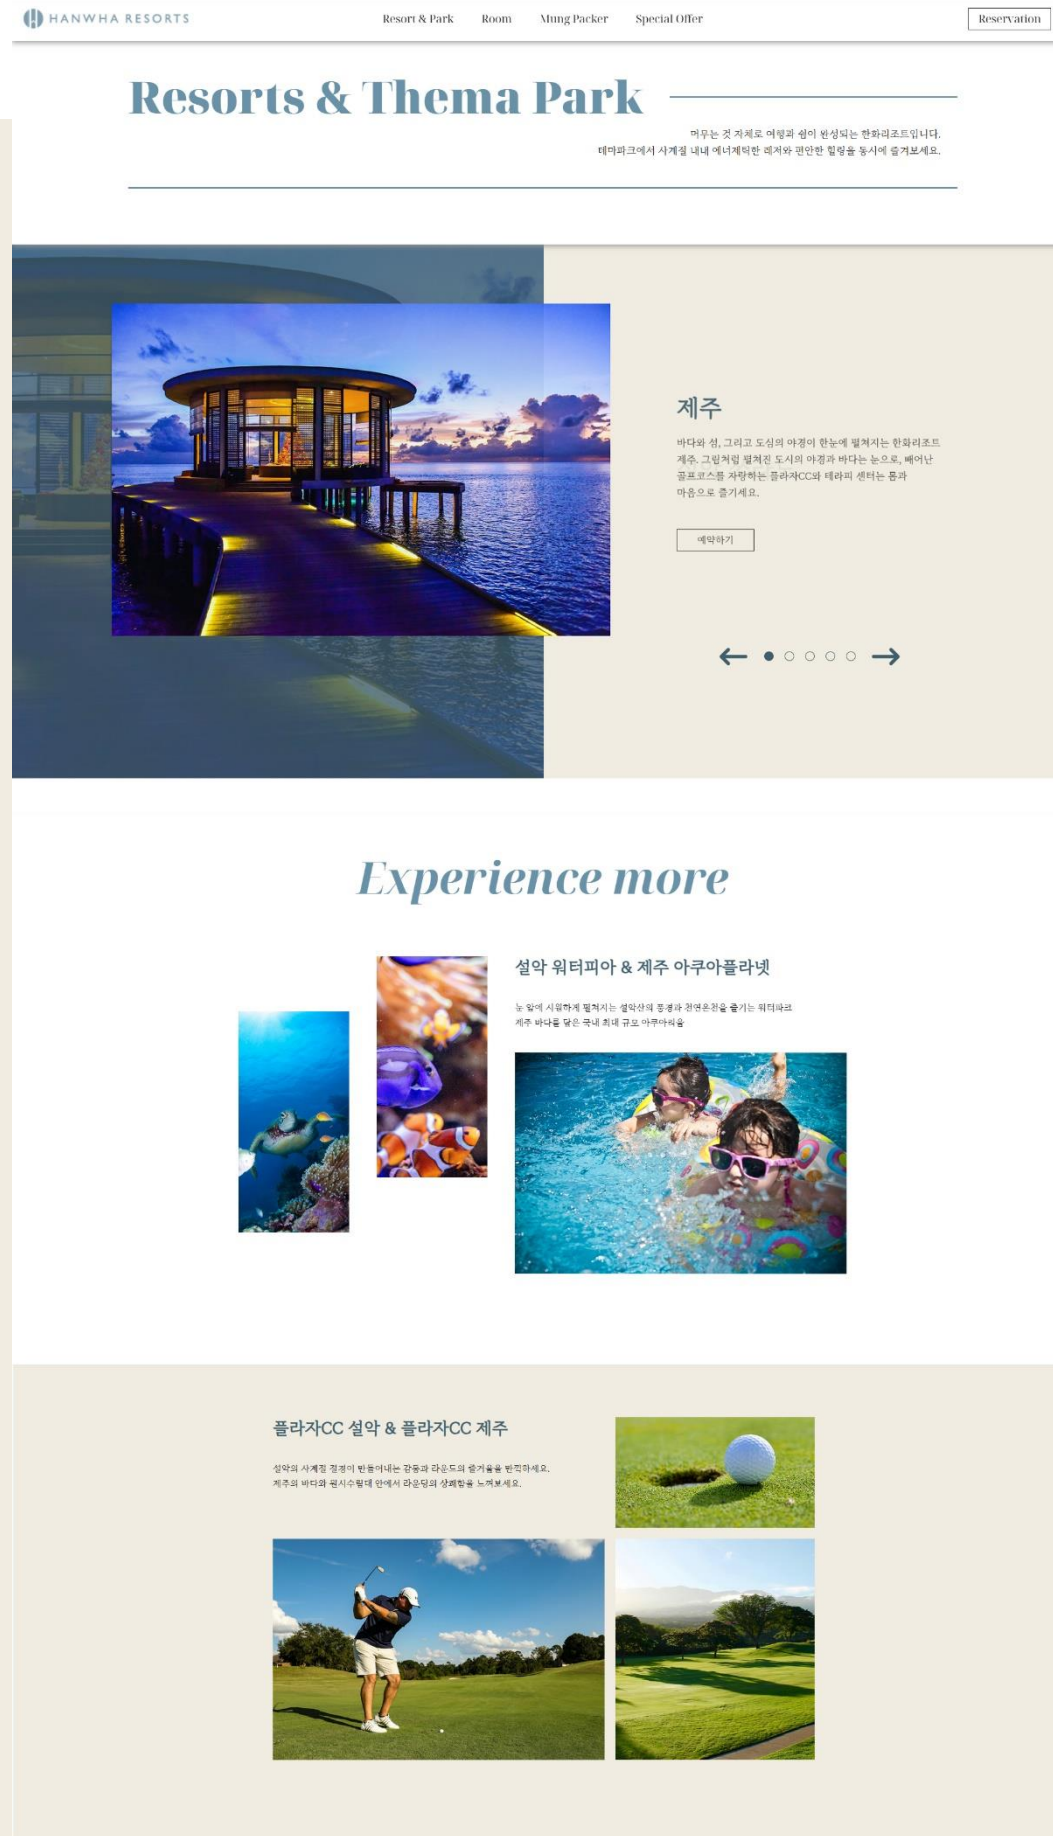 HANWHA RESORTS
Resort & Park
Room
Mung Packer
Special Offer
Reservation
Resorts & Thema Park
머무는 것 자체로 여행과 쉼이 완성되는 한화리조트입니다.
테마파크에서 사계절 내내 에너제틱한 레저와 편안한 힐링을 동시에 즐겨보세요.
제주
바다와 섬, 그리고 도심의 야경이 한눈에 펼쳐지는 한화리조트
제주. 그림처럼 펼쳐진 도시의 야경과 바다는 눈으로, 빼어난
골프코스를 자랑하는 플라자CC와 테라피 센터는 몸과
마음으로 즐기세요.
예약하기
Experience more
설악 워터피아 & 제주 아쿠아플라넷
눈 앞에 시원하게 펼쳐지는 설악산의 풍경과 천연온천을 즐기는 워터파크
제주 바다를 담은 국내 최대 규모 아쿠아리움
플라자CC 설악 & 플라자CC 제주
설악의 사계절 절경이 만들어내는 감동과 라운드의 즐거움을 만끽하세요.
제주의 바다와 원시수림대 안에서 라운딩의 상쾌함을 느껴보세요.